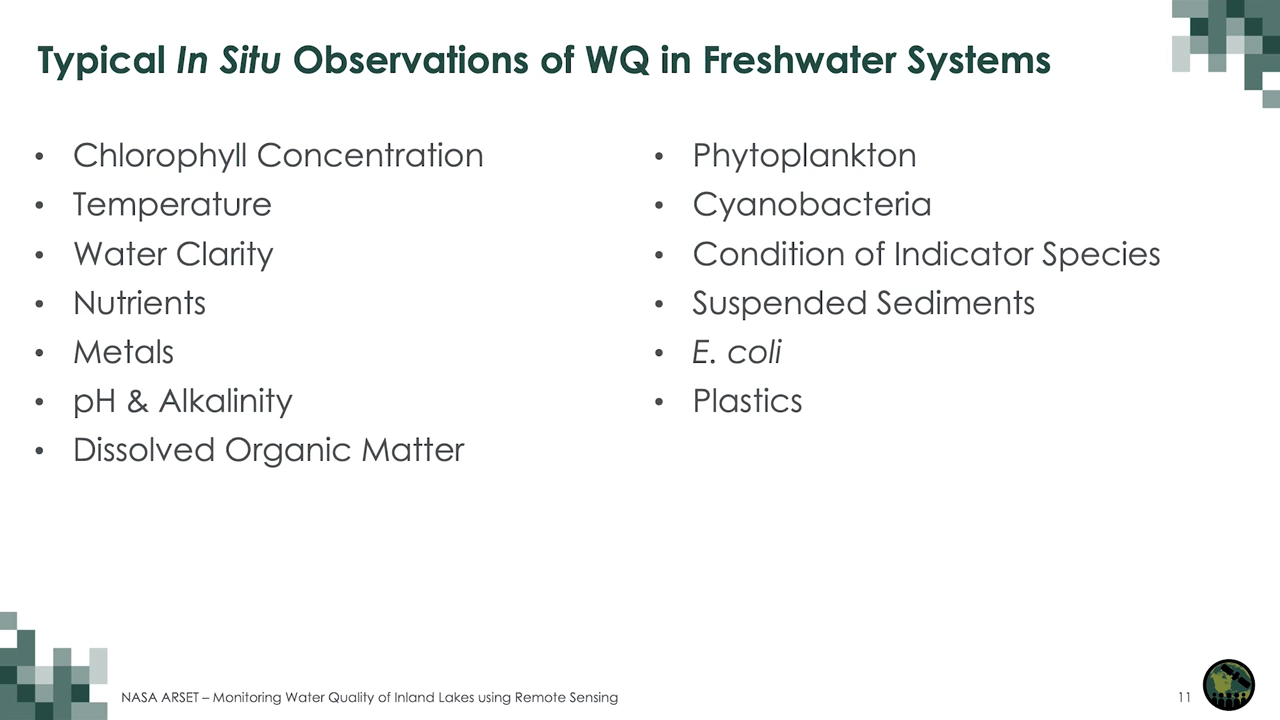 Typical In Situ Observations of WQ in Freshwater Systems
• Chlorophyll Concentration
• Temperature
• Water Clarity
• Nutrients
• Metals
• pH & Alkalinity
• Dissolved Organic Matter
• Phytoplankton
• Cyanobacteria
• Condition of Indicator Species
• Suspended Sediments
• E. coli
• Plastics
NASA ARSET – Monitoring Water Quality of Inland Lakes using Remote Sensing
11